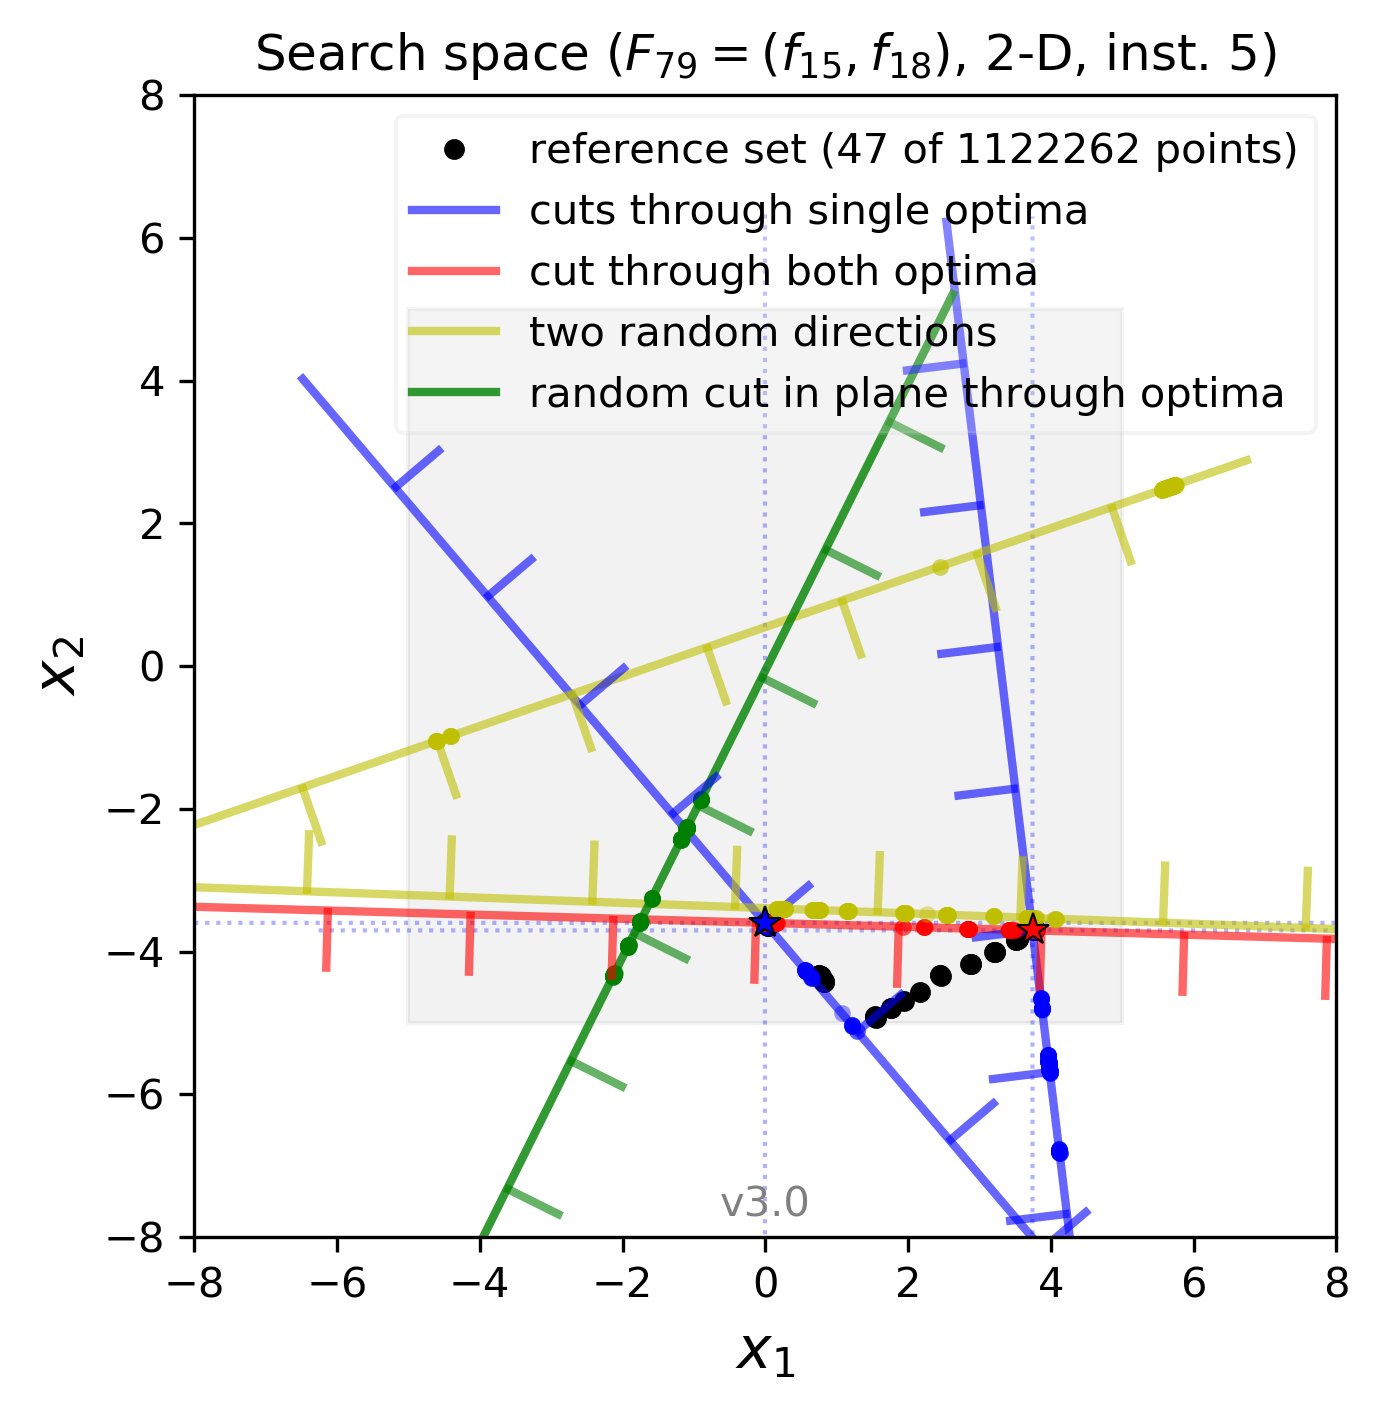 Search space (F₇₉ = (f₁₅, f₁₈), 2-D, inst. 5)
reference set (47 of 1122262 points)
cuts through single optima
cut through both optima
two random directions
random cut in plane through optima
8
6
4
2
0
−2
−4
−6
−8
x₂
v3.0
−8 −6 −4 −2 0 2 4 6 8
x₁